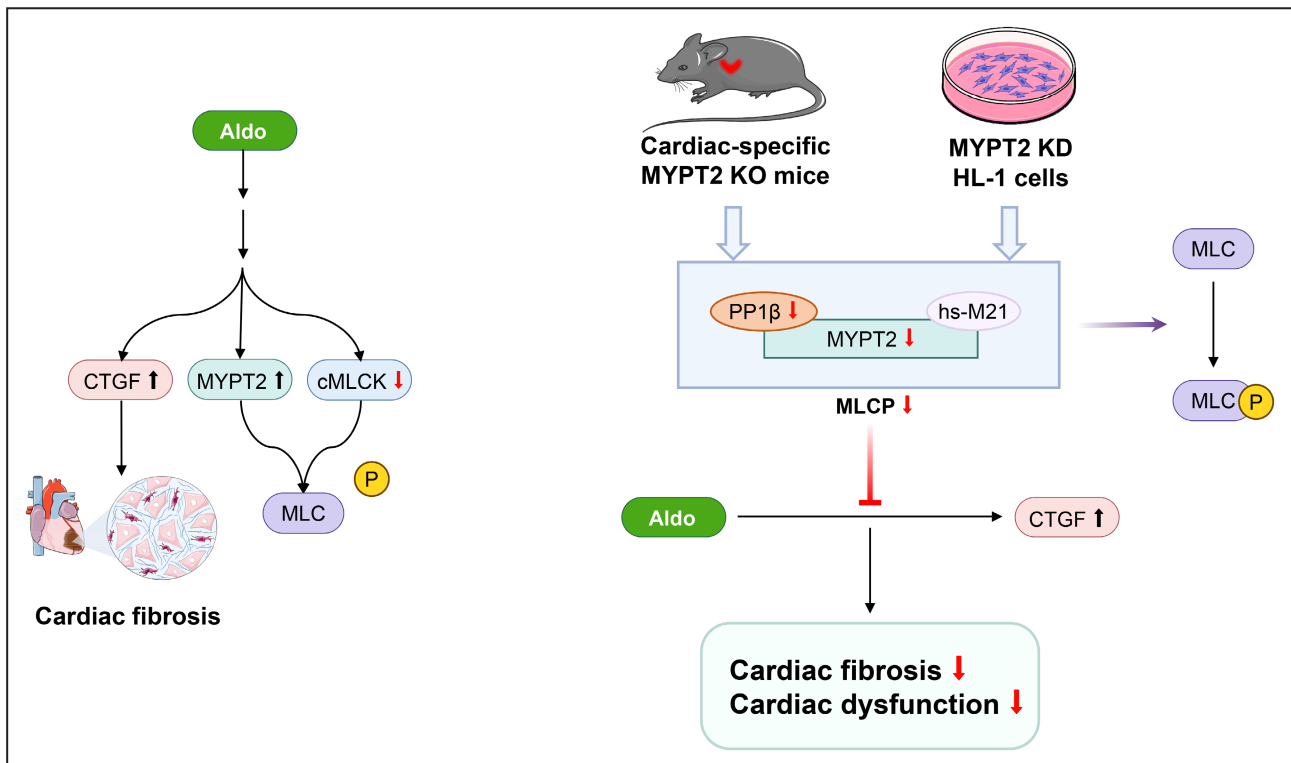 Aldo
CTGF ↑
MYPT2 ↑
cMLCK ↓
P
MLC
Cardiac fibrosis
Cardiac-specific
MYPT2 KO mice
MYPT2 KD
HL-1 cells
PP1β ↓
hs-M21
MYPT2 ↓
MLCP ↓
MLC
MLC P
Aldo
CTGF ↑
Cardiac fibrosis ↓
Cardiac dysfunction ↓